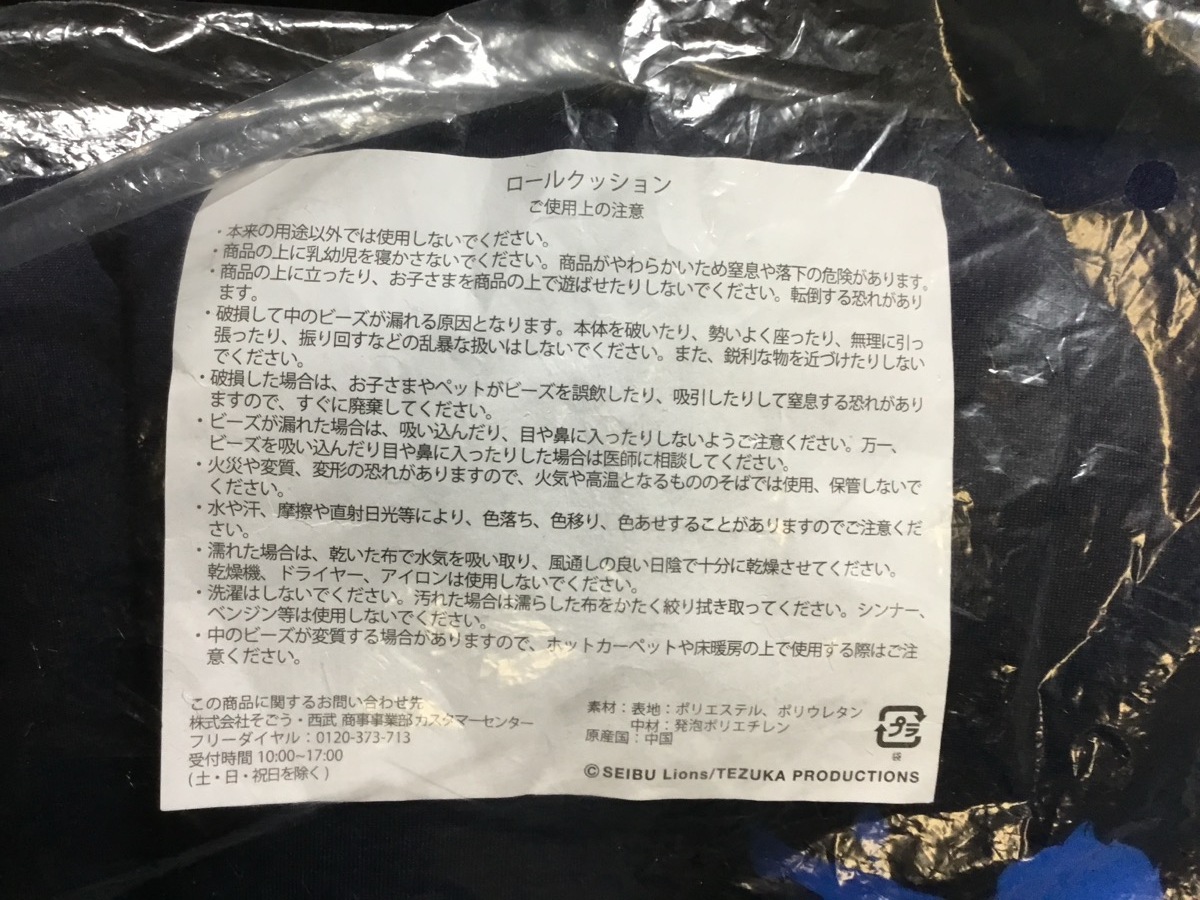 ロールクッション
ご使用上の注意
・本来の用途以外では使用しないでください。
・商品の上に乳幼児を寝かさないでください。商品がやわらかいため窒息や落下の危険があります。
・商品の上に立ったり、お子さまを商品の上で遊ばせたりしないでください。転倒する恐れがあり
ます。
・破損して中のビーズが漏れる原因となります。本体を破いたり、勢いよく座ったり、無理に引っ
張ったり、振り回すなどの乱暴な扱いはしないでください。また、鋭利な物を近づけたりしない
でください。
・破損した場合は、お子さまやペットがビーズを誤飲したり、吸引したりして窒息する恐れがあり
ますので、すぐに廃棄してください。
・ビーズが漏れた場合は、吸い込んだり、目や鼻に入ったりしないようご注意ください。万一、
ビーズを吸い込んだり目や鼻に入ったりした場合は医師に相談してください。
・火災や変質、変形の恐れがありますので、火気や高温となるもののそばでは使用、保管しないで
ください。
・水や汗、摩擦や直射日光等により、色落ち、色移り、色あせすることがありますのでご注意くだ
さい。
・濡れた場合は、乾いた布で水気を吸い取り、風通しの良い日陰で十分に乾燥させてください。
乾燥機、ドライヤー、アイロンは使用しないでください。
・洗濯はしないでください。汚れた場合は濡らした布をかたく絞り拭き取ってください。シンナー、
ベンジン等は使用しないでください。
・中のビーズが変質する場合がありますので、ホットカーペットや床暖房の上で使用する際はご注
意ください。
この商品に関するお問い合わせ先
株式会社そごう・西武 商事事業部カスタマーセンター
フリーダイヤル：0120-373-713
受付時間 10:00~17:00
(土・日・祝日を除く)
素材：表地：ポリエステル、ポリウレタン
中材：発泡ポリエチレン
原産国：中国
プラ
袋
©SEIBU Lions/TEZUKA PRODUCTIONS